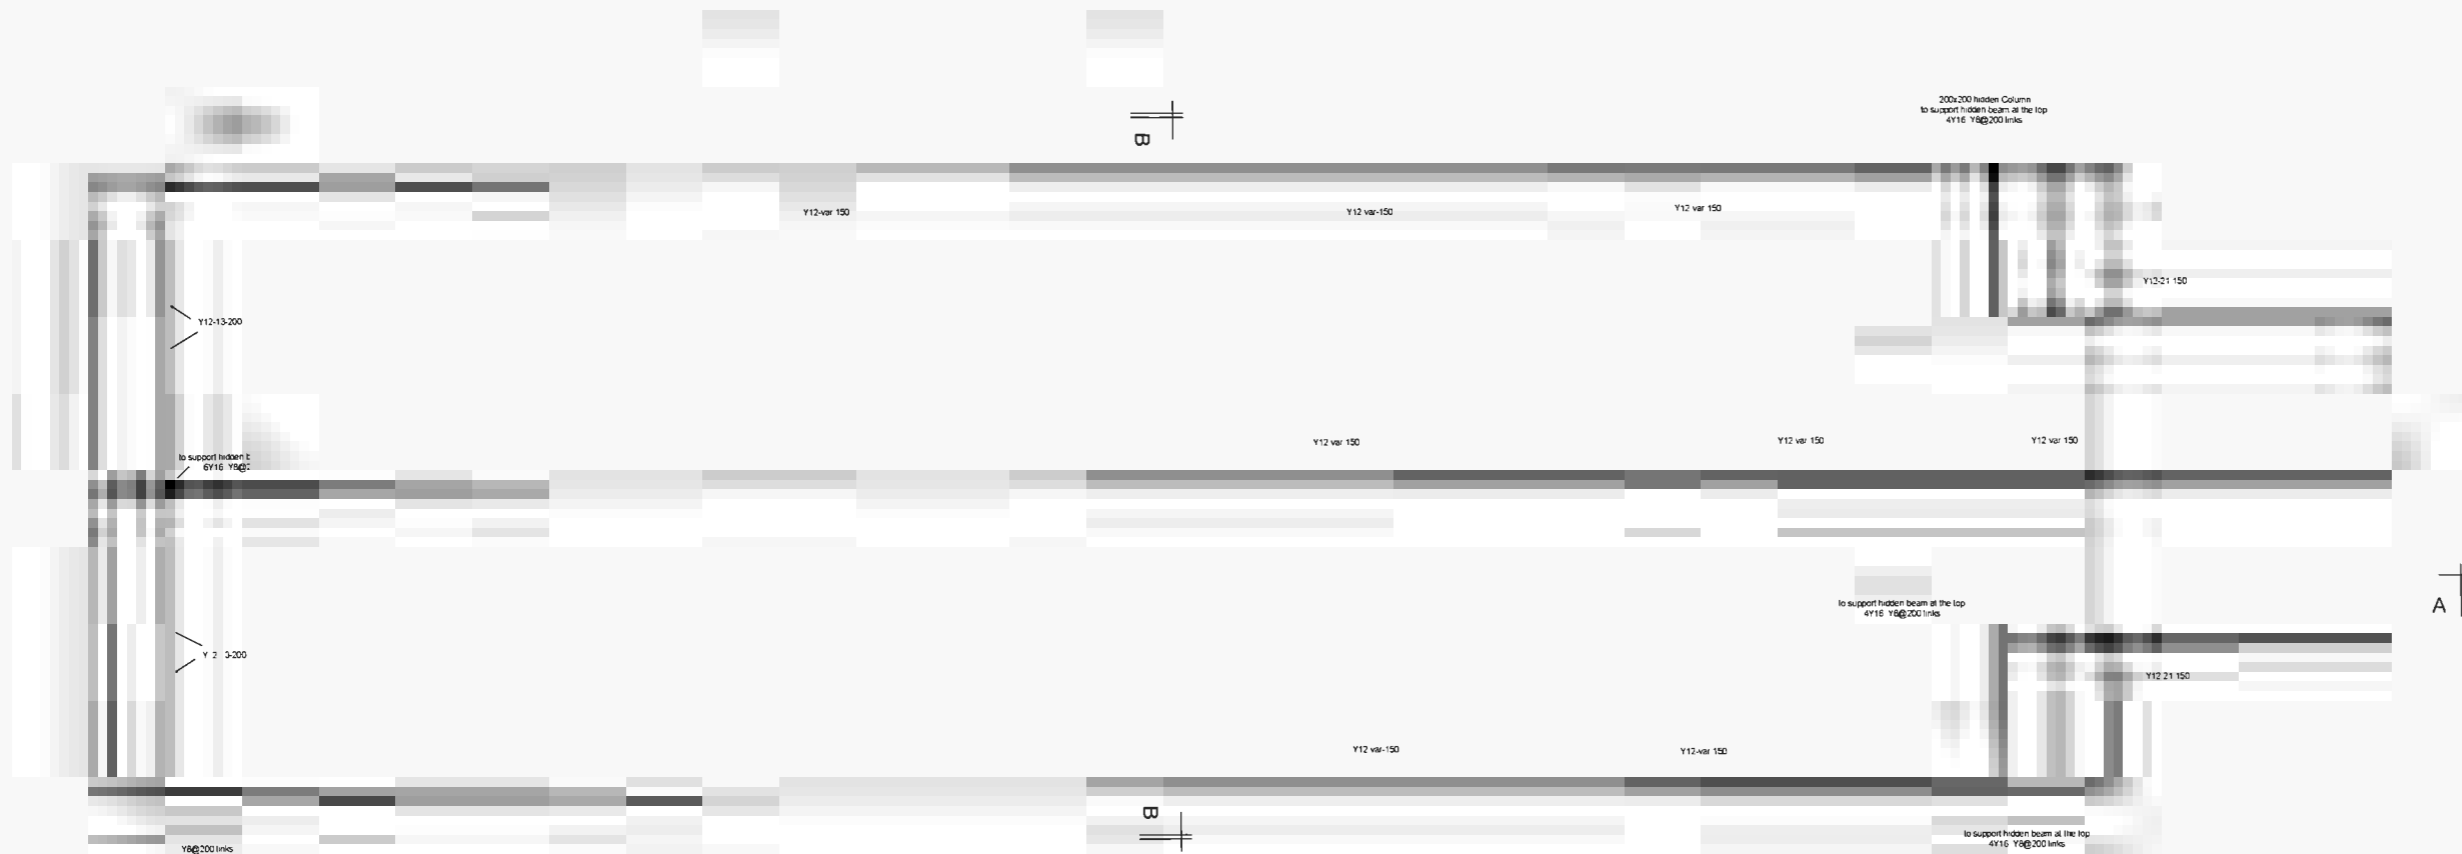 200x200 hidden Column
to support hidden beam at the top
4Y16 Y8@200 links
B
Y12-var 150
Y12 var-150
Y12 var 150
Y12-21 150
Y12-13-200
Y12 var 150
Y12 var 150
Y12 var 150
to support hidden
6Y16
A
to support hidden beam at the top
4Y16 Y8@200 links
Y12 21 150
Y12 var-150
Y12-var 150
B
to support hidden beam at the top
4Y16 Y8@200 links
Y8@200 links